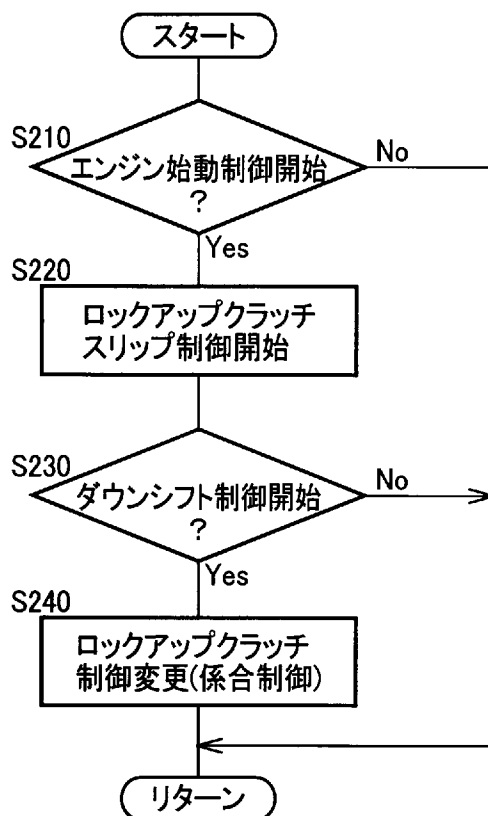 スタート
S210
エンジン始動制御開始
?
No
Yes
S220
ロックアップクラッチ
スリップ制御開始
S230
ダウンシフト制御開始
?
No
Yes
S240
ロックアップクラッチ
制御変更(係合制御)
リターン